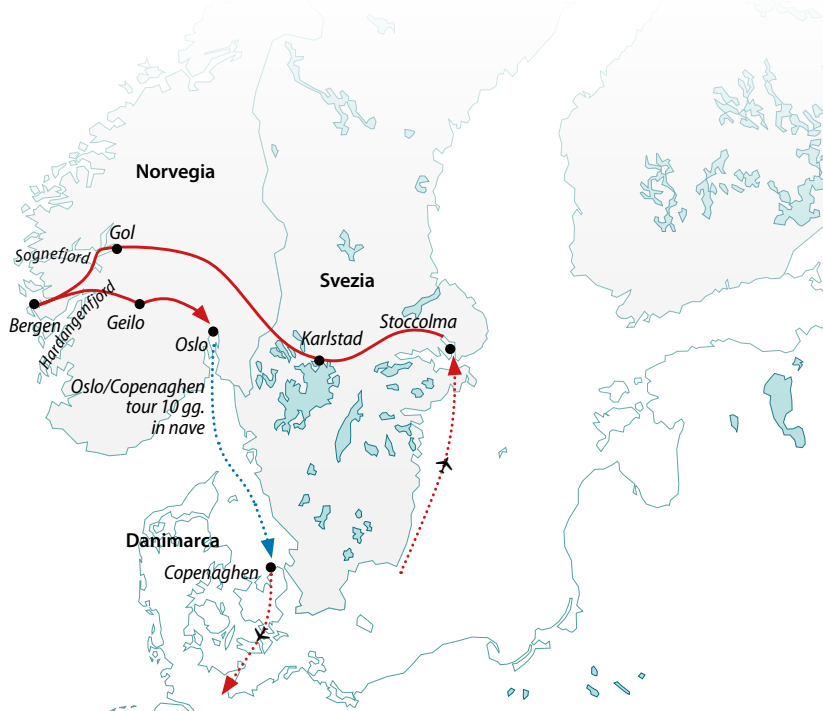 Norvegia
Gol
Sognefjord
Svezia
Hardangenfjord
Bergen
Geilo
Stoccolma
Oslo
Karlstad
Oslo/Copenaghen
tour 10 gg.
in nave
Danimarca
Copenaghen